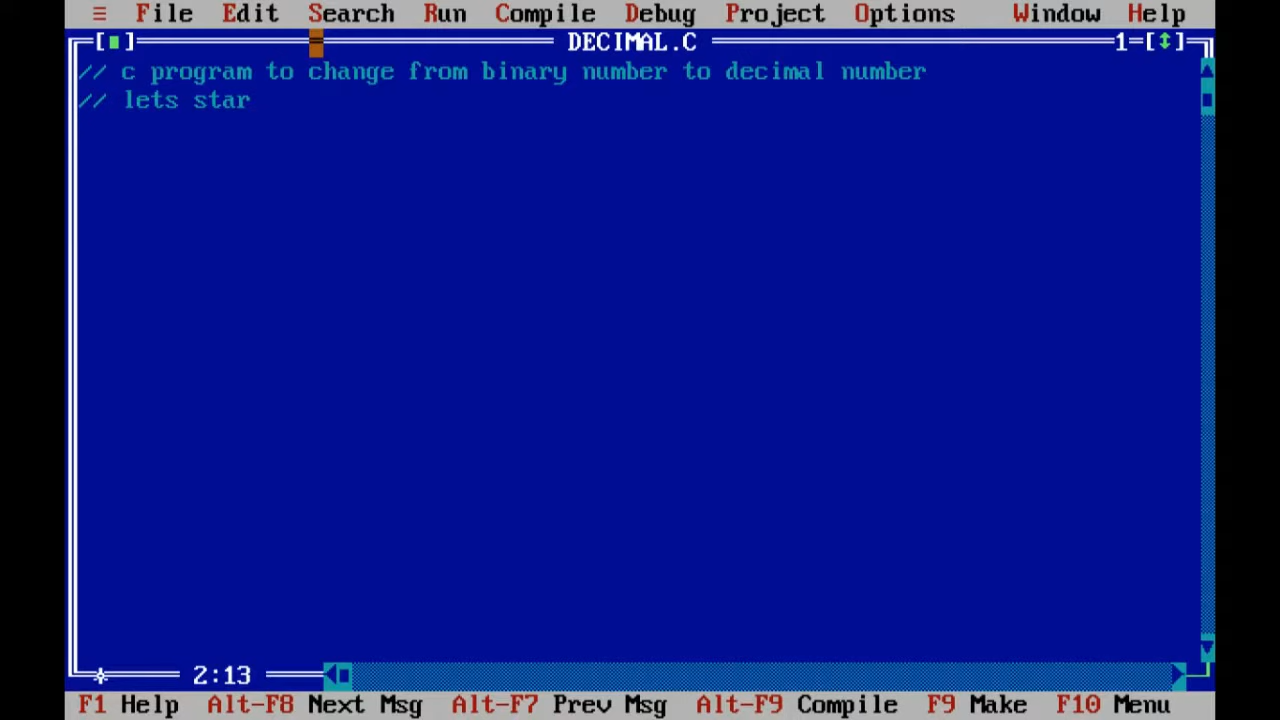 ≡ File Edit Search Run Compile Debug Project Options Window Help
[■] DECIMAL.C 1=[↕]
// c program to change from binary number to decimal number
// lets star
2:13
F1 Help Alt-F8 Next Msg Alt-F7 Prev Msg Alt-F9 Compile F9 Make F10 Menu